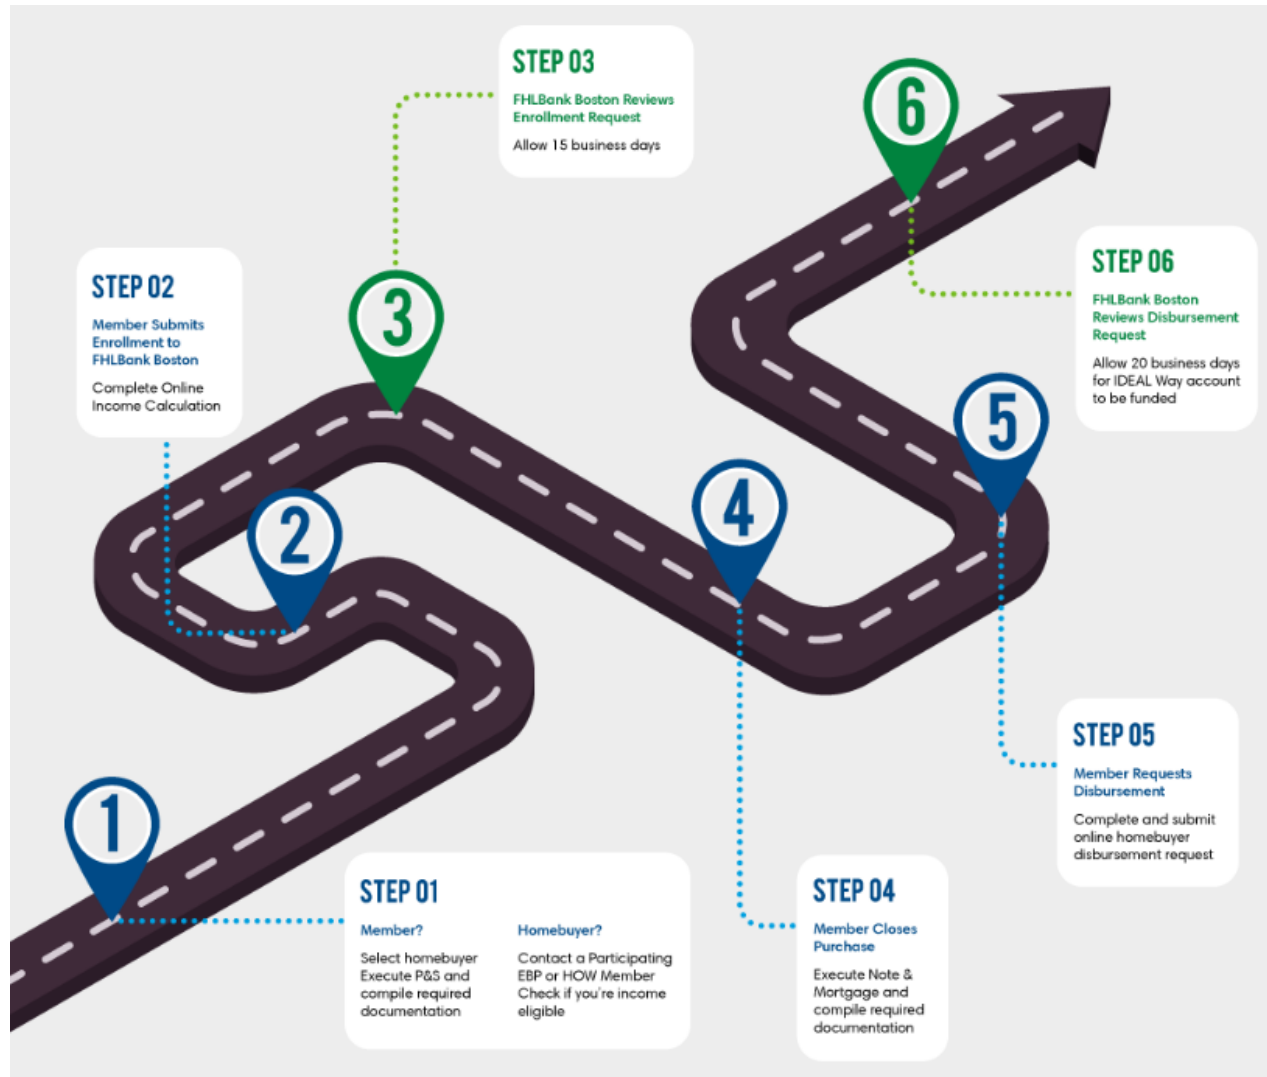 STEP 03
FHLBank Boston Reviews
Enrollment Request
Allow 15 business days
6
STEP 02
Member Submits
Enrollment to
FHLBank Boston
Complete Online
Income Calculation
3
STEP 06
FHLBank Boston
Reviews Disbursement
Request
Allow 20 business days
for IDEAL Way account
to be funded
5
4
2
STEP 05
Member Requests
Disbursement
Complete and submit
online homebuyer
disbursement request
1
STEP 01
Member?
Select homebuyer
Execute P&S and
compile required
documentation
Homebuyer?
Contact a Participating
EBP or HOW Member
Check if you're income
eligible
STEP 04
Member Closes
Purchase
Execute Note &
Mortgage and
compile required
documentation